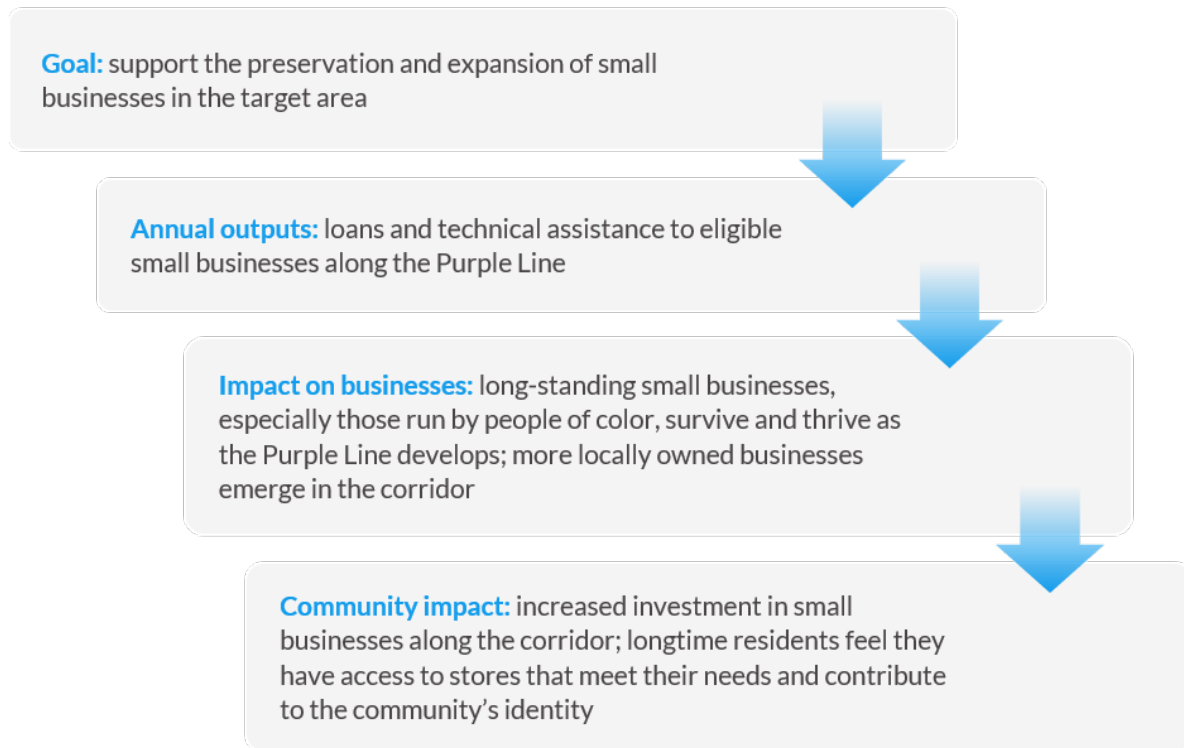 Goal: support the preservation and expansion of small
businesses in the target area
Annual outputs: loans and technical assistance to eligible
small businesses along the Purple Line
Impact on businesses: long-standing small businesses,
especially those run by people of color, survive and thrive as
the Purple Line develops; more locally owned businesses
emerge in the corridor
Community impact: increased investment in small
businesses along the corridor; longtime residents feel they
have access to stores that meet their needs and contribute
to the community’s identity